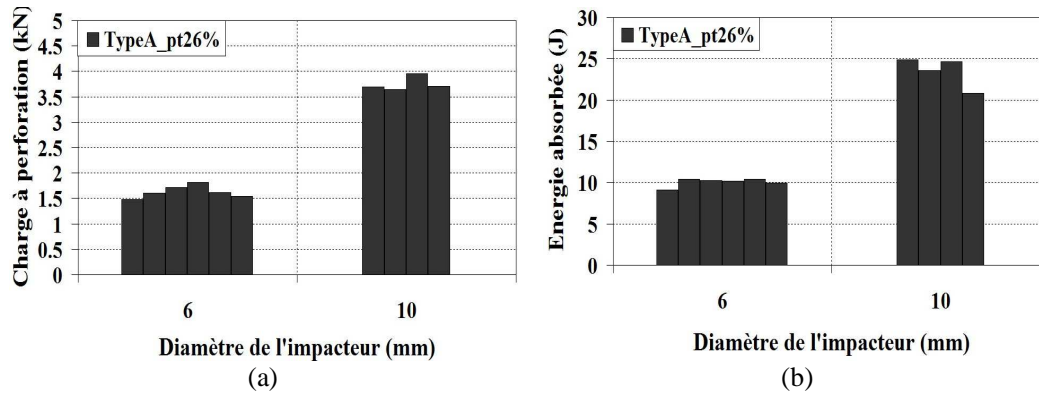 Charge à perforation (kN)
5
4.5
4
3.5
3
2.5
2
1.5
1
0.5
0
TypeA_pt26%
6
10
Diamètre de l'impacteur (mm)
(a)
Energie absorbée (J)
30
25
20
15
10
5
0
TypeA_pt26%
6
10
Diamètre de l'impacteur (mm)
(b)